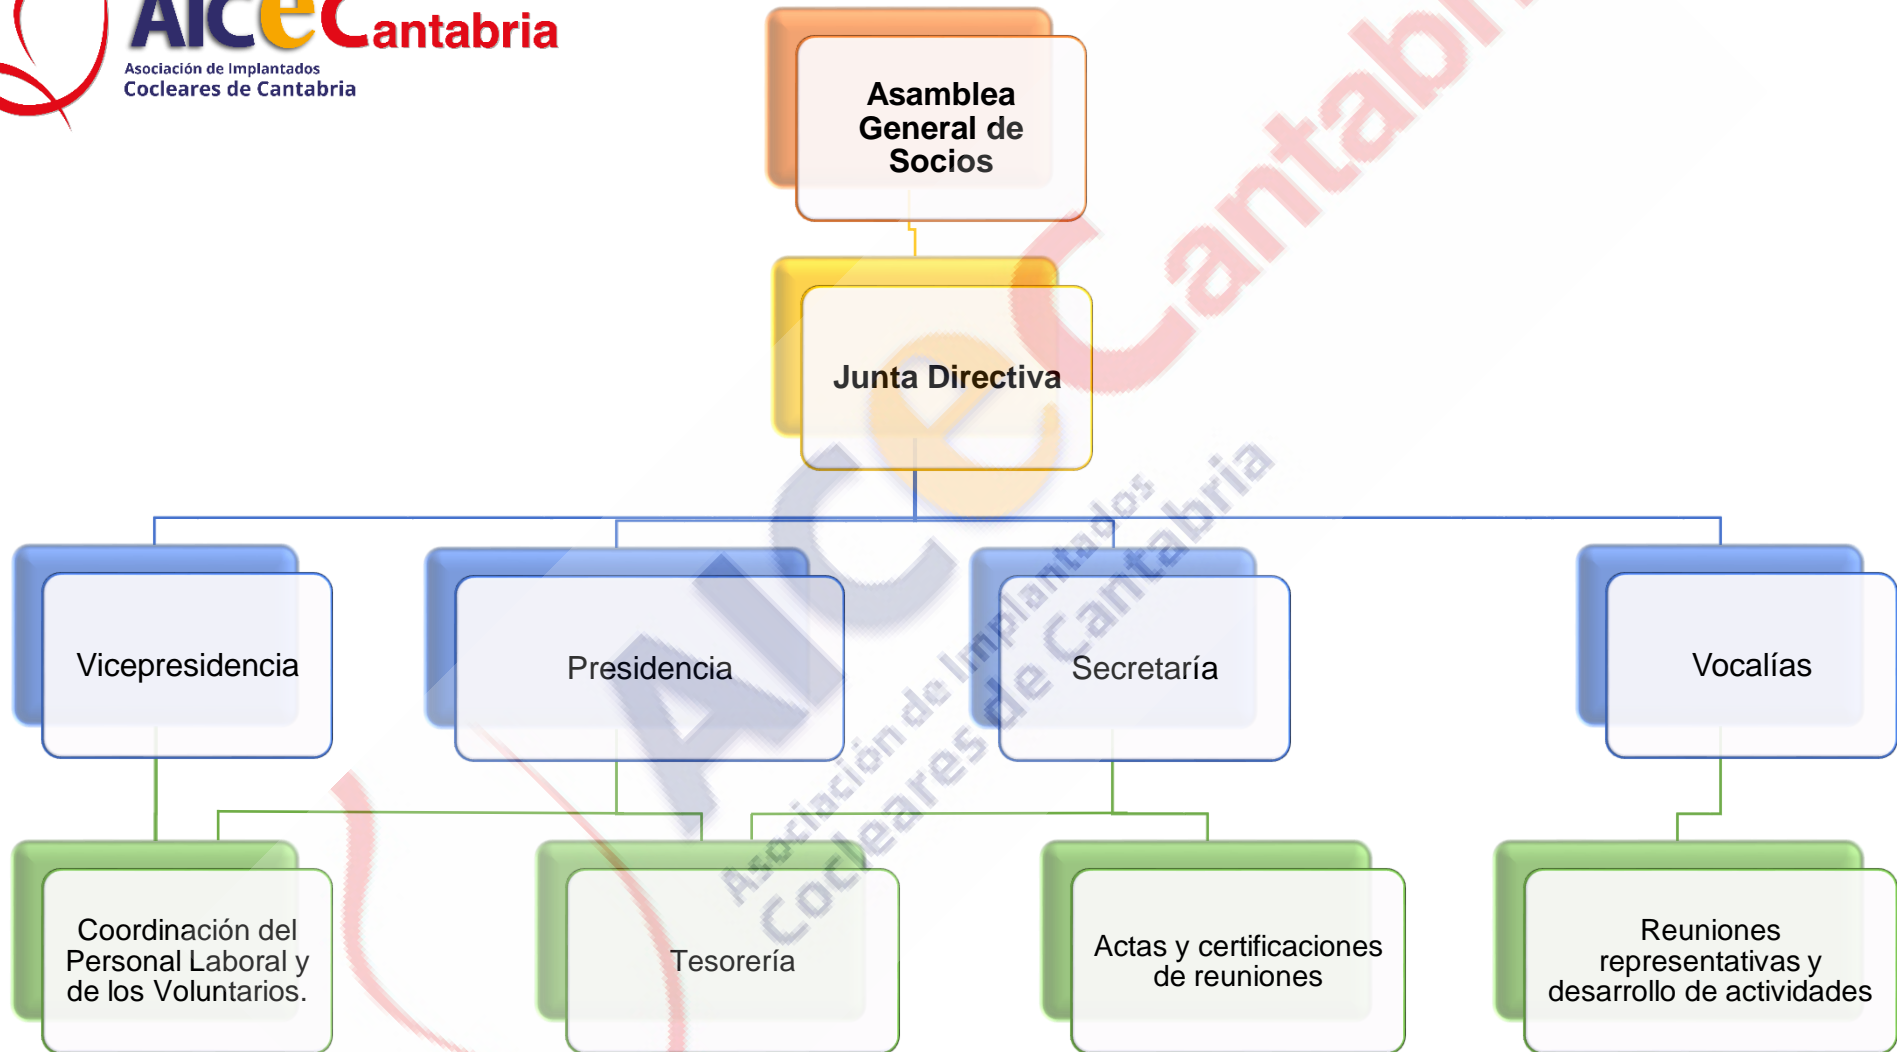 AICeCantabria
Asociación de Implantados
Cocleares de Cantabria
Asamblea
General de
Socios
Junta Directiva
Vicepresidencia
Presidencia
Secretaría
Vocalías
Coordinación del
Personal Laboral y
de los Voluntarios.
Tesorería
Actas y certificaciones
de reuniones
Reuniones
representativas y
desarrollo de actividades
AICeCantabria
Asociación de Implantados
Cocleares de Cantabria